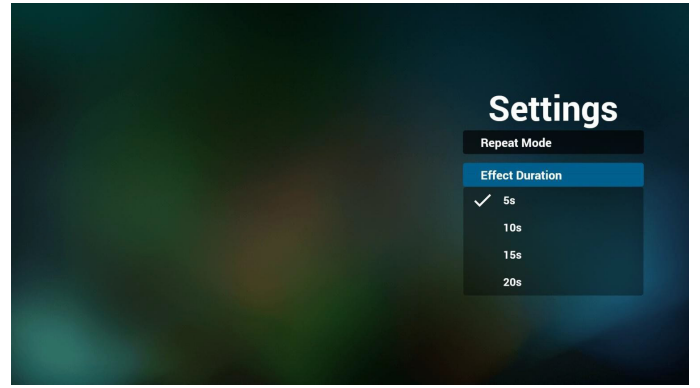 Settings
Repeat Mode
Effect Duration
5s
10s
15s
20s